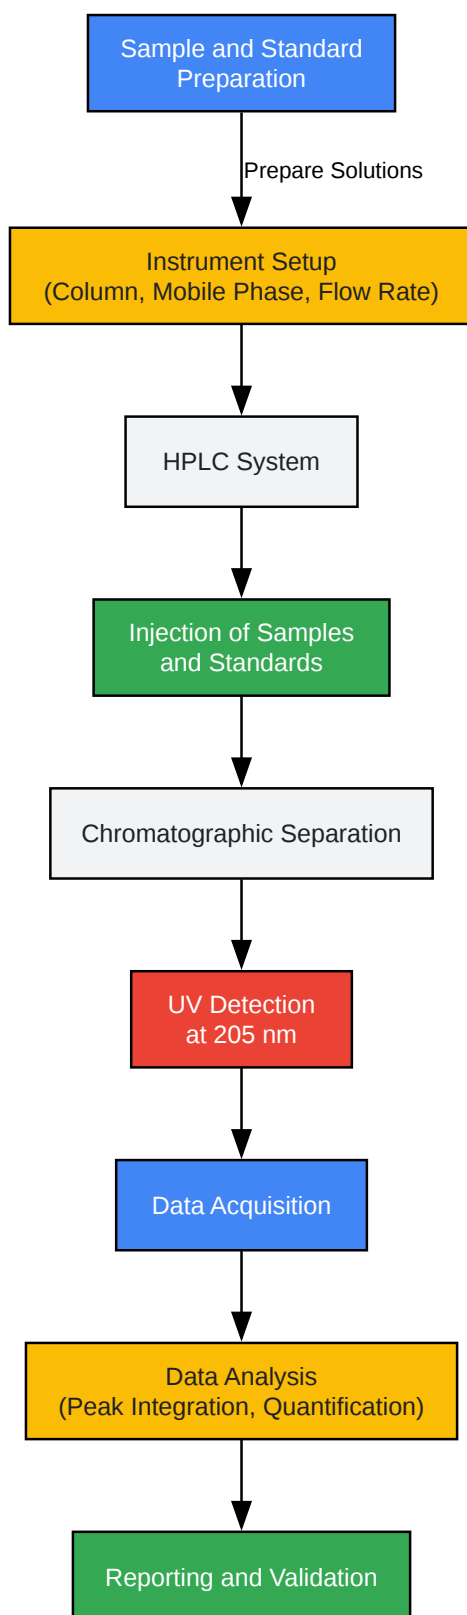 Sample and Standard
Preparation
Prepare Solutions
Instrument Setup
(Column, Mobile Phase, Flow Rate)
HPLC System
Injection of Samples
and Standards
Chromatographic Separation
UV Detection
at 205 nm
Data Acquisition
Data Analysis
(Peak Integration, Quantification)
Reporting and Validation